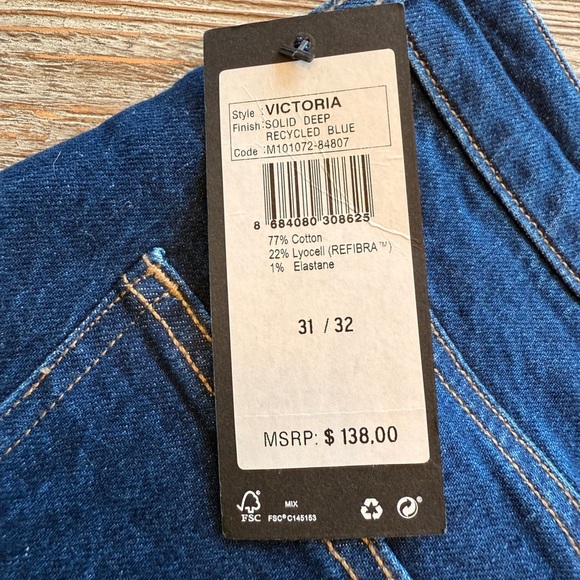 Style :VICTORIA
Finish:SOLID DEEP
RECYCLED BLUE
Code :M101072-84807
8 684080 308625
77% Cotton
22% Lyocell (REFIBRA™)
1% Elastane
31 / 32
MSRP: $ 138.00
FSC
MIX
FSC® C145153